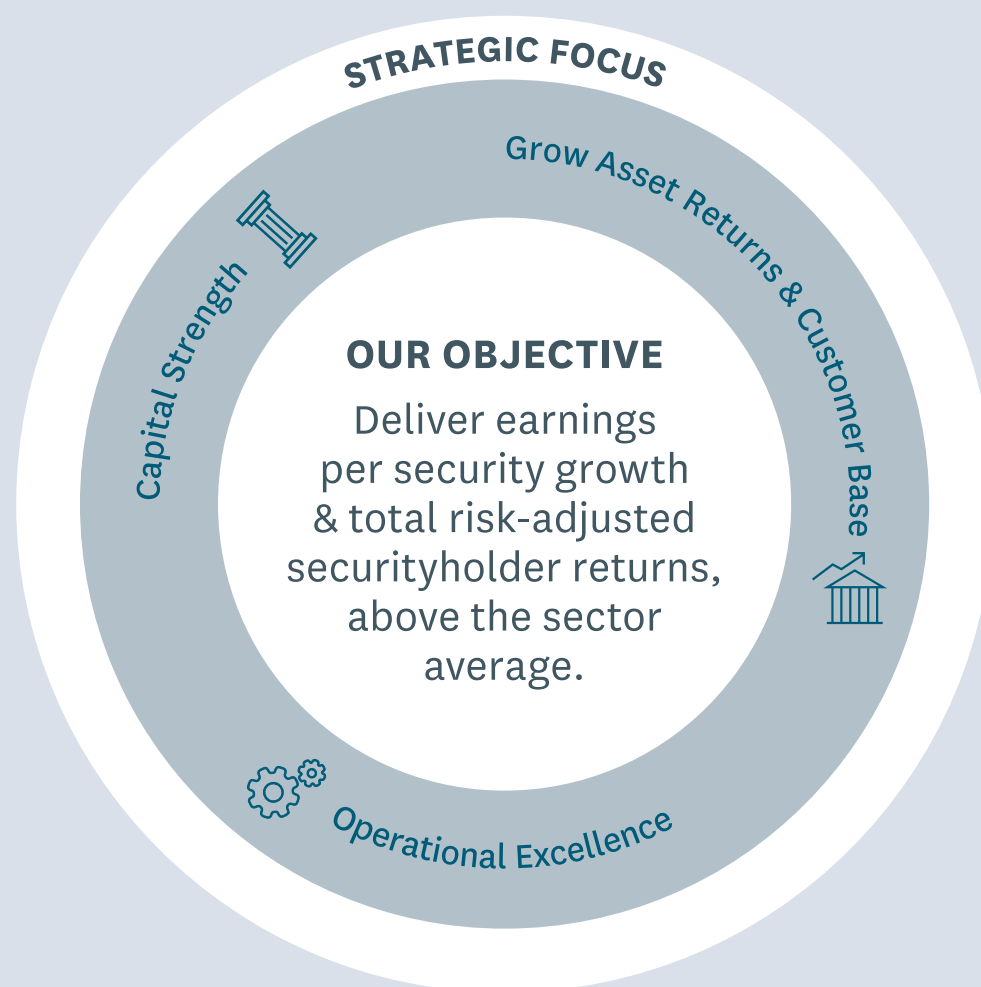 STRATEGIC FOCUS
Grow Asset Returns & Customer Base
Capital Strength
OUR OBJECTIVE
Deliver earnings
per security growth
& total risk-adjusted
securityholder returns,
above the sector
average.
Operational Excellence